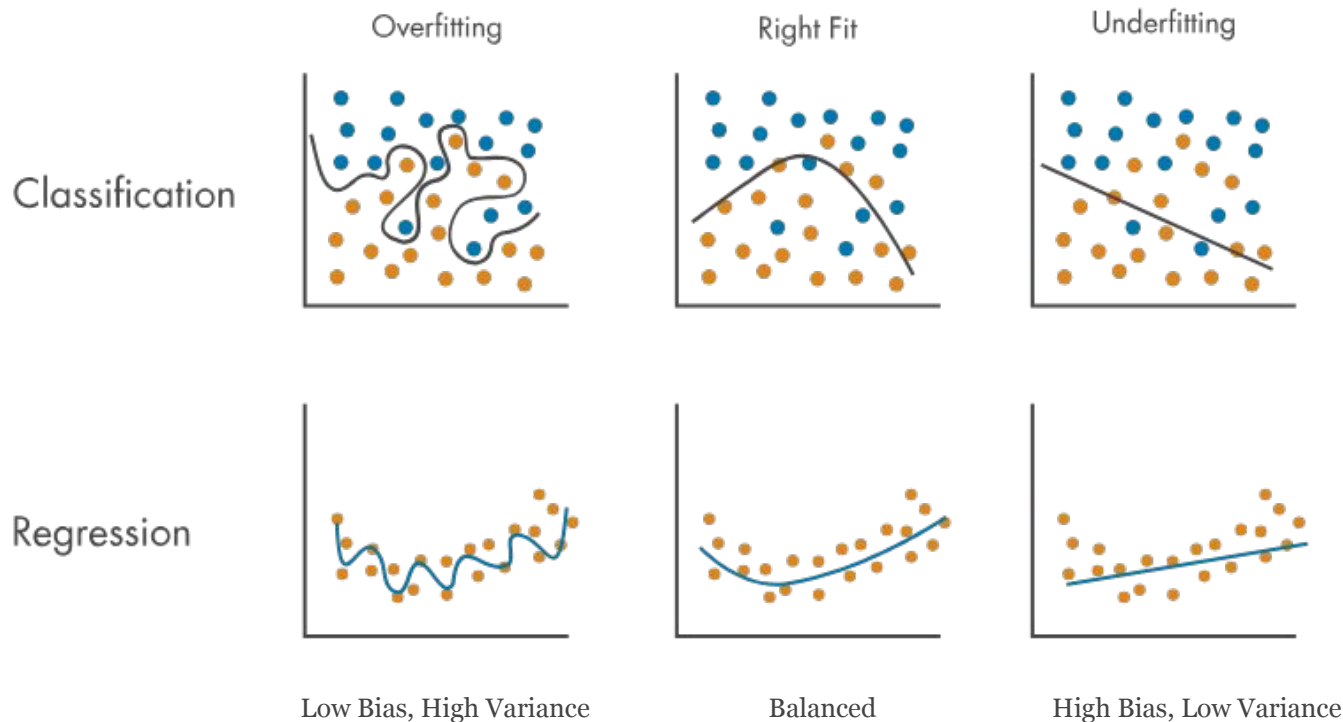 Overfitting
Right Fit
Underfitting
Classification
Regression
Low Bias, High Variance
Balanced
High Bias, Low Variance